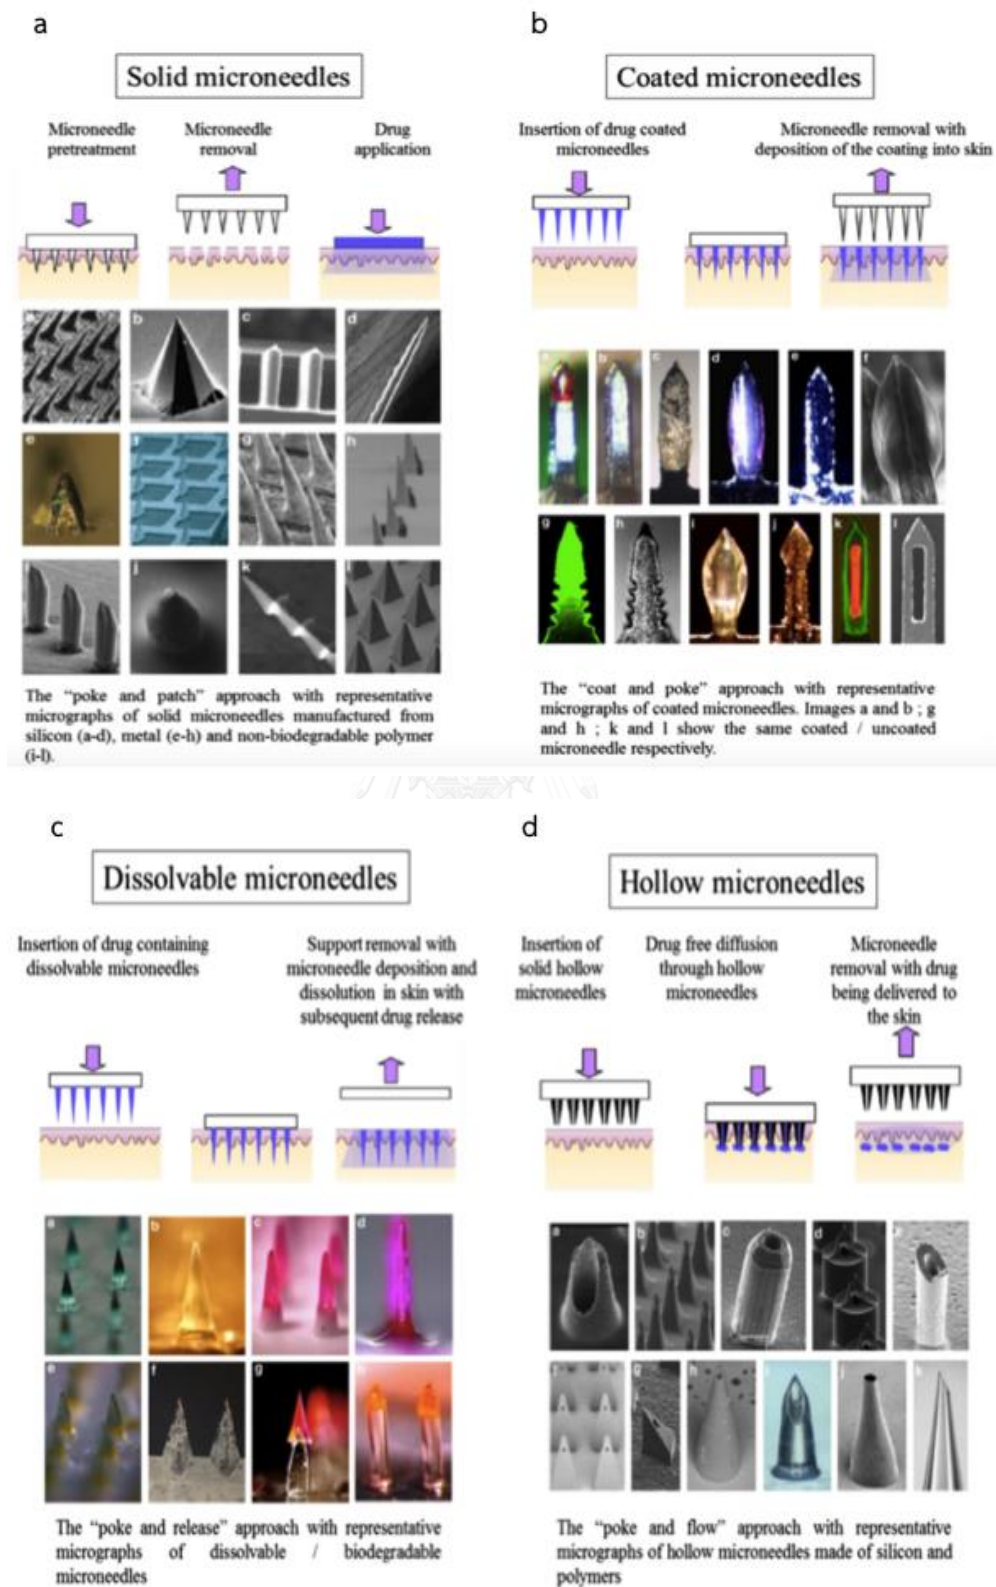 a
Solid microneedles
Microneedle
pretreatment
Microneedle
removal
Drug
application
a
b
c
d
e
f
g
h
i
j
k
l
The “poke and patch” approach with representative
micrographs of solid microneedles manufactured from
silicon (a-d), metal (e-h) and non-biodegradable polymer
(i-l).
b
Coated microneedles
Insertion of drug coated
microneedles
Microneedle removal with
deposition of the coating into skin
a
b
c
d
e
f
g
h
i
j
k
l
The “coat and poke” approach with representative
micrographs of coated microneedles. Images a and b ; g
and h ; k and l show the same coated / uncoated
microneedle respectively.
c
Dissolvable microneedles
Insertion of drug containing
dissolvable microneedles
Support removal with
microneedle deposition and
dissolution in skin with
subsequent drug release
a
b
c
d
e
f
g
The “poke and release” approach with representative
micrographs of dissolvable / biodegradable
microneedles
d
Hollow microneedles
Insertion of
solid hollow
microneedles
Drug free diffusion
through hollow
microneedles
Microneedle
removal with drug
being delivered to
the skin
a
b
c
d
f
g
h
i
j
k
The “poke and flow” approach with representative
micrographs of hollow microneedles made of silicon and
polymers